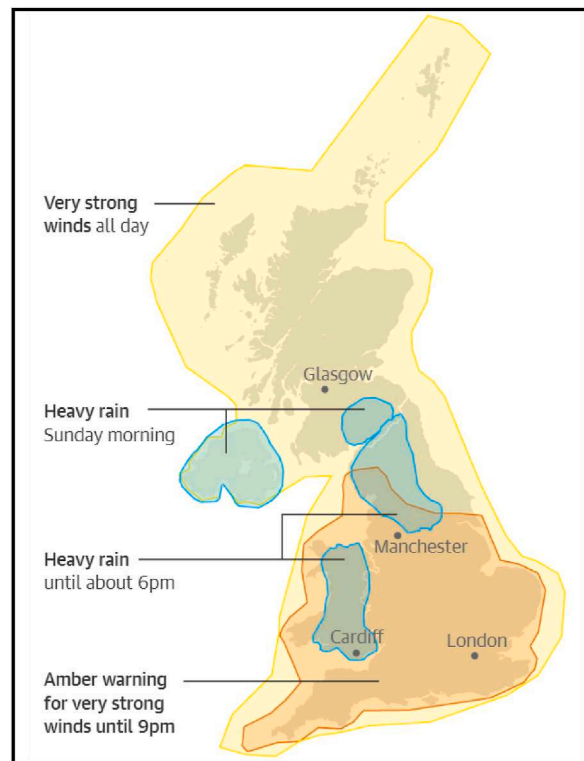 Very strong
winds all day
Glasgow
Heavy rain
Sunday morning
Heavy rain
until about 6pm
Manchester
Cardiff
London
Amber warning
for very strong
winds until 9pm